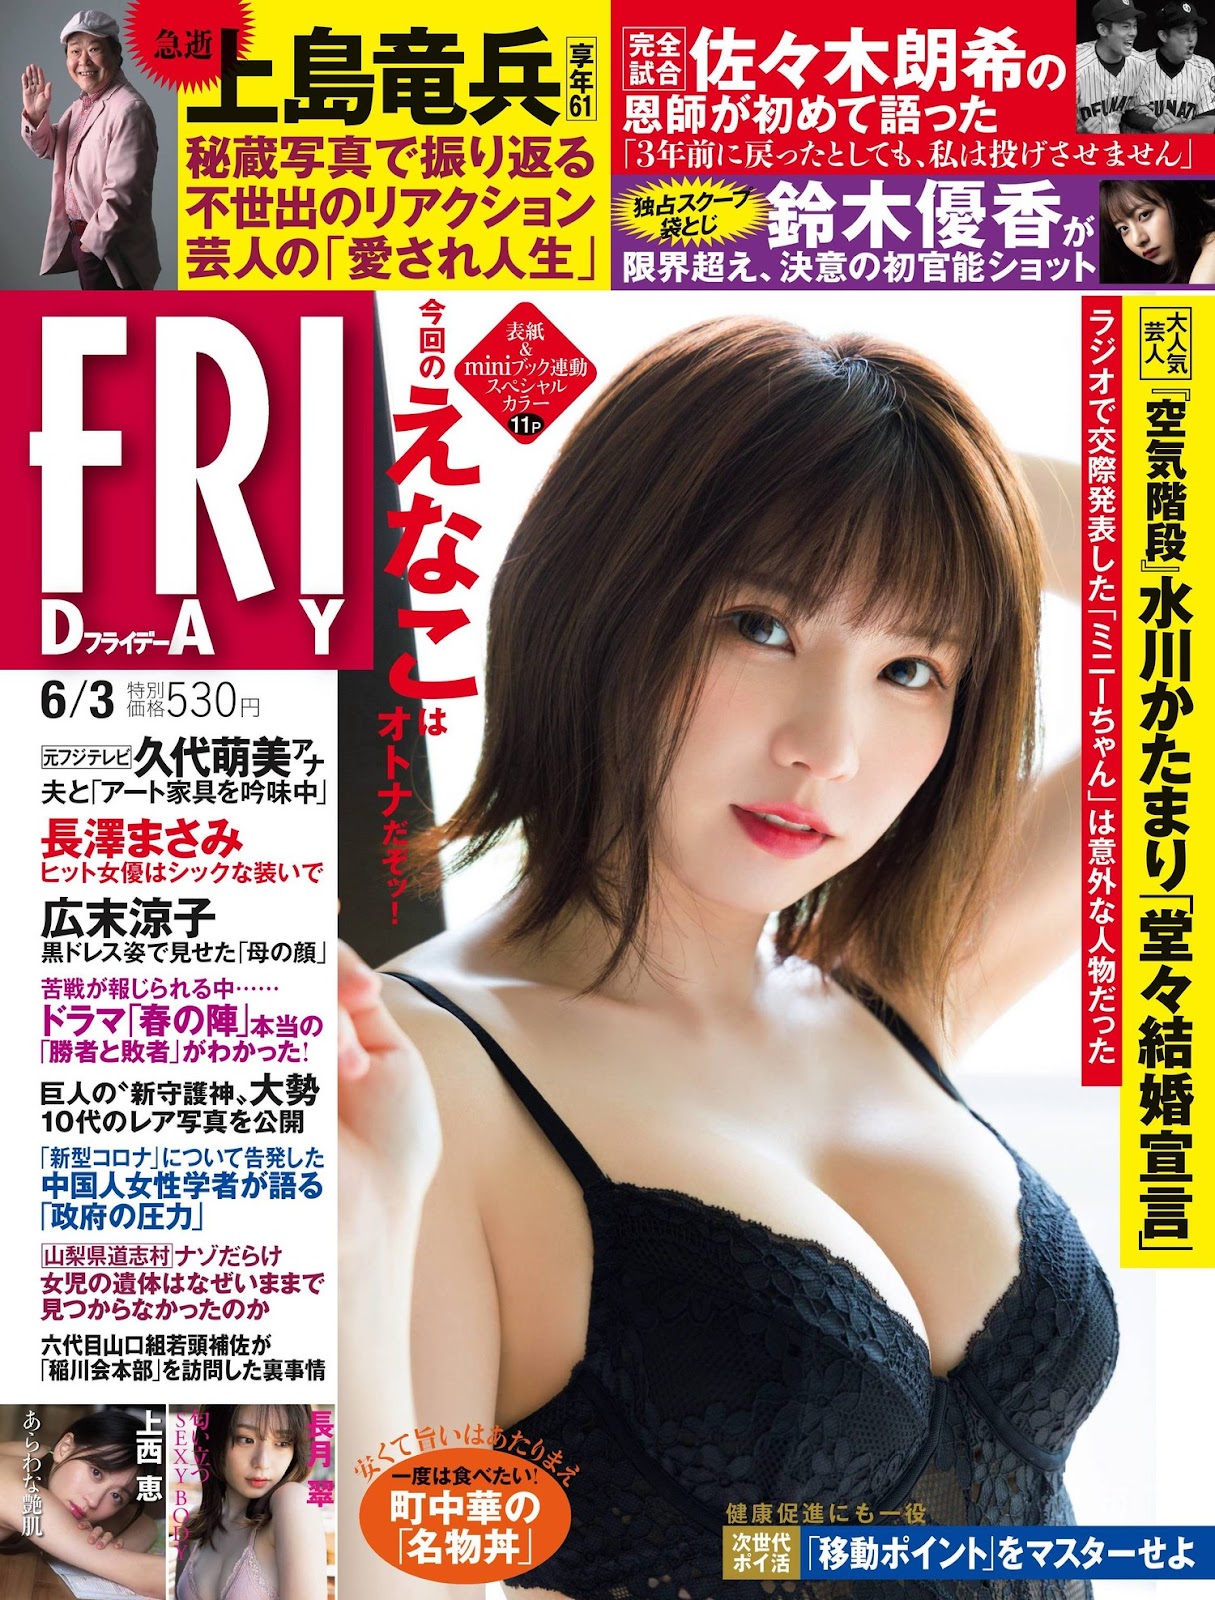 急逝
上島竜兵
享年61
秘蔵写真で振り返る
不世出のリアクション
芸人の「愛され人生」
完全試合
佐々木朗希の
恩師が初めて語った
「3年前に戻ったとしても、私は投げさせません」
独占スクープ
袋とじ
鈴木優香が
限界超え、決意の初官能ショット
FRI
DAY
フライデー
6/3 特別価格530円
表紙
&
miniブック連動
スペシャル
カラー
11P
今回のえなこは
オトナだぞッ!
大人気芸人
『空気階段』水川かたまり「堂々結婚宣言」
ラジオで交際発表した「ミニーちゃん」は意外な人物だった
元フジテレビ 久代萌美アナ
夫と「アート家具を吟味中」
長澤まさみ
ヒット女優はシックな装いで
広末涼子
黒ドレス姿で見せた「母の顔」
苦戦が報じられる中……
ドラマ「春の陣」本当の
「勝者と敗者」がわかった!
巨人の〝新守護神〟大勢
10代のレア写真を公開
「新型コロナ」について告発した
中国人女性学者が語る
「政府の圧力」
山梨県道志村 ナゾだらけ
女児の遺体はなぜいままで
見つからなかったのか
六代目山口組若頭補佐が
「稲川会本部」を訪問した裏事情
上西 恵
あらわな艶肌
長月 翠
匂い立つ
SEXY BODY
安くて旨いはあたりまえ
一度は食べたい!
町中華の
「名物丼」
健康促進にも一役
次世代
ポイ活
「移動ポイント」をマスターせよ